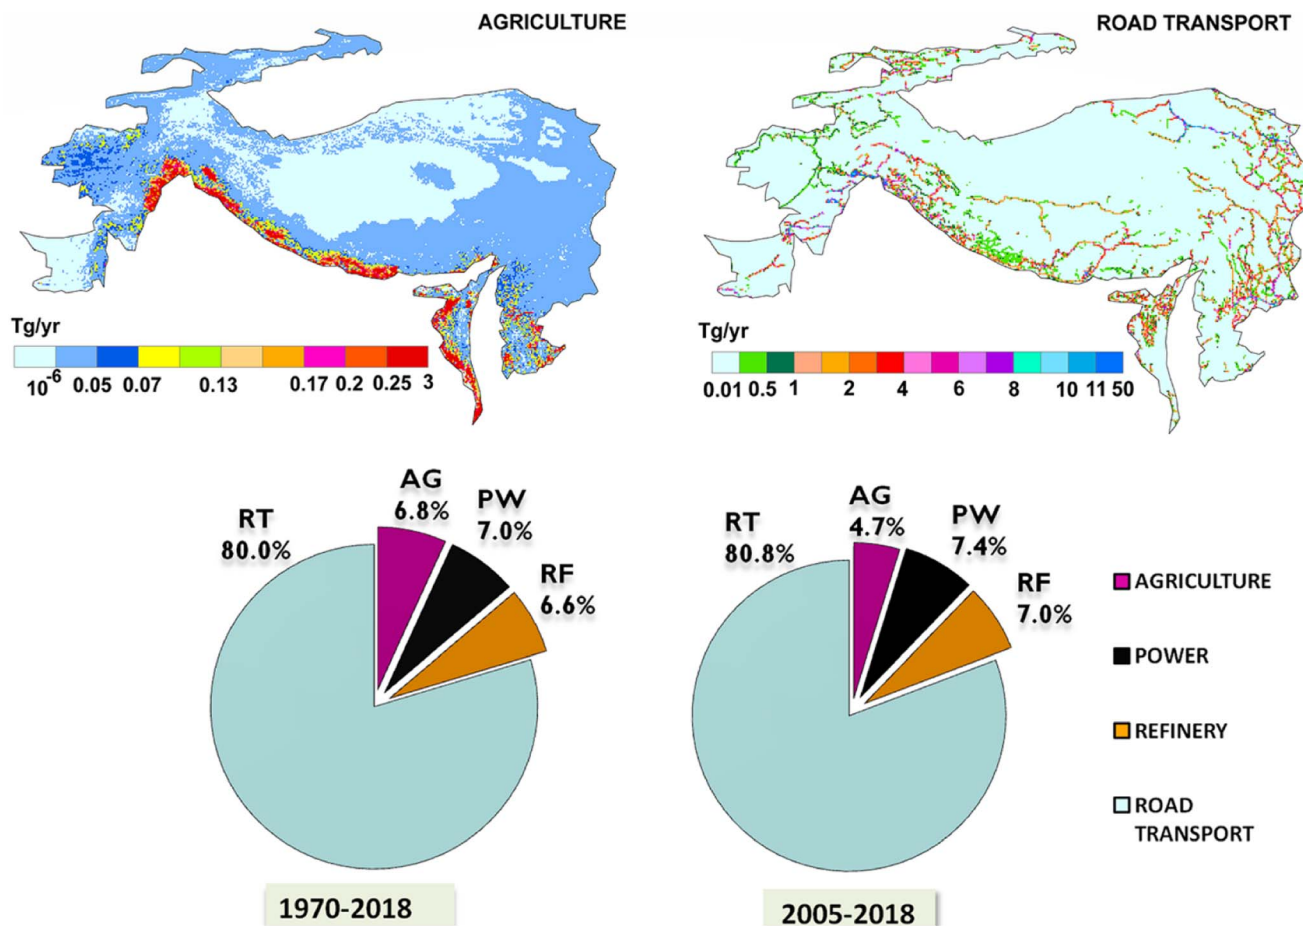 AGRICULTURE
ROAD TRANSPORT
Tg/yr
10-6 0.05 0.07 0.13 0.17 0.2 0.25 3
Tg/yr
0.01 0.5 1 2 4 6 8 10 11 50
AG
6.8%
PW
7.0%
RT
80.0%
RF
6.6%
AG
4.7%
PW
7.4%
RT
80.8%
RF
7.0%
AGRICULTURE
POWER
REFINERY
ROAD
TRANSPORT
1970-2018
2005-2018